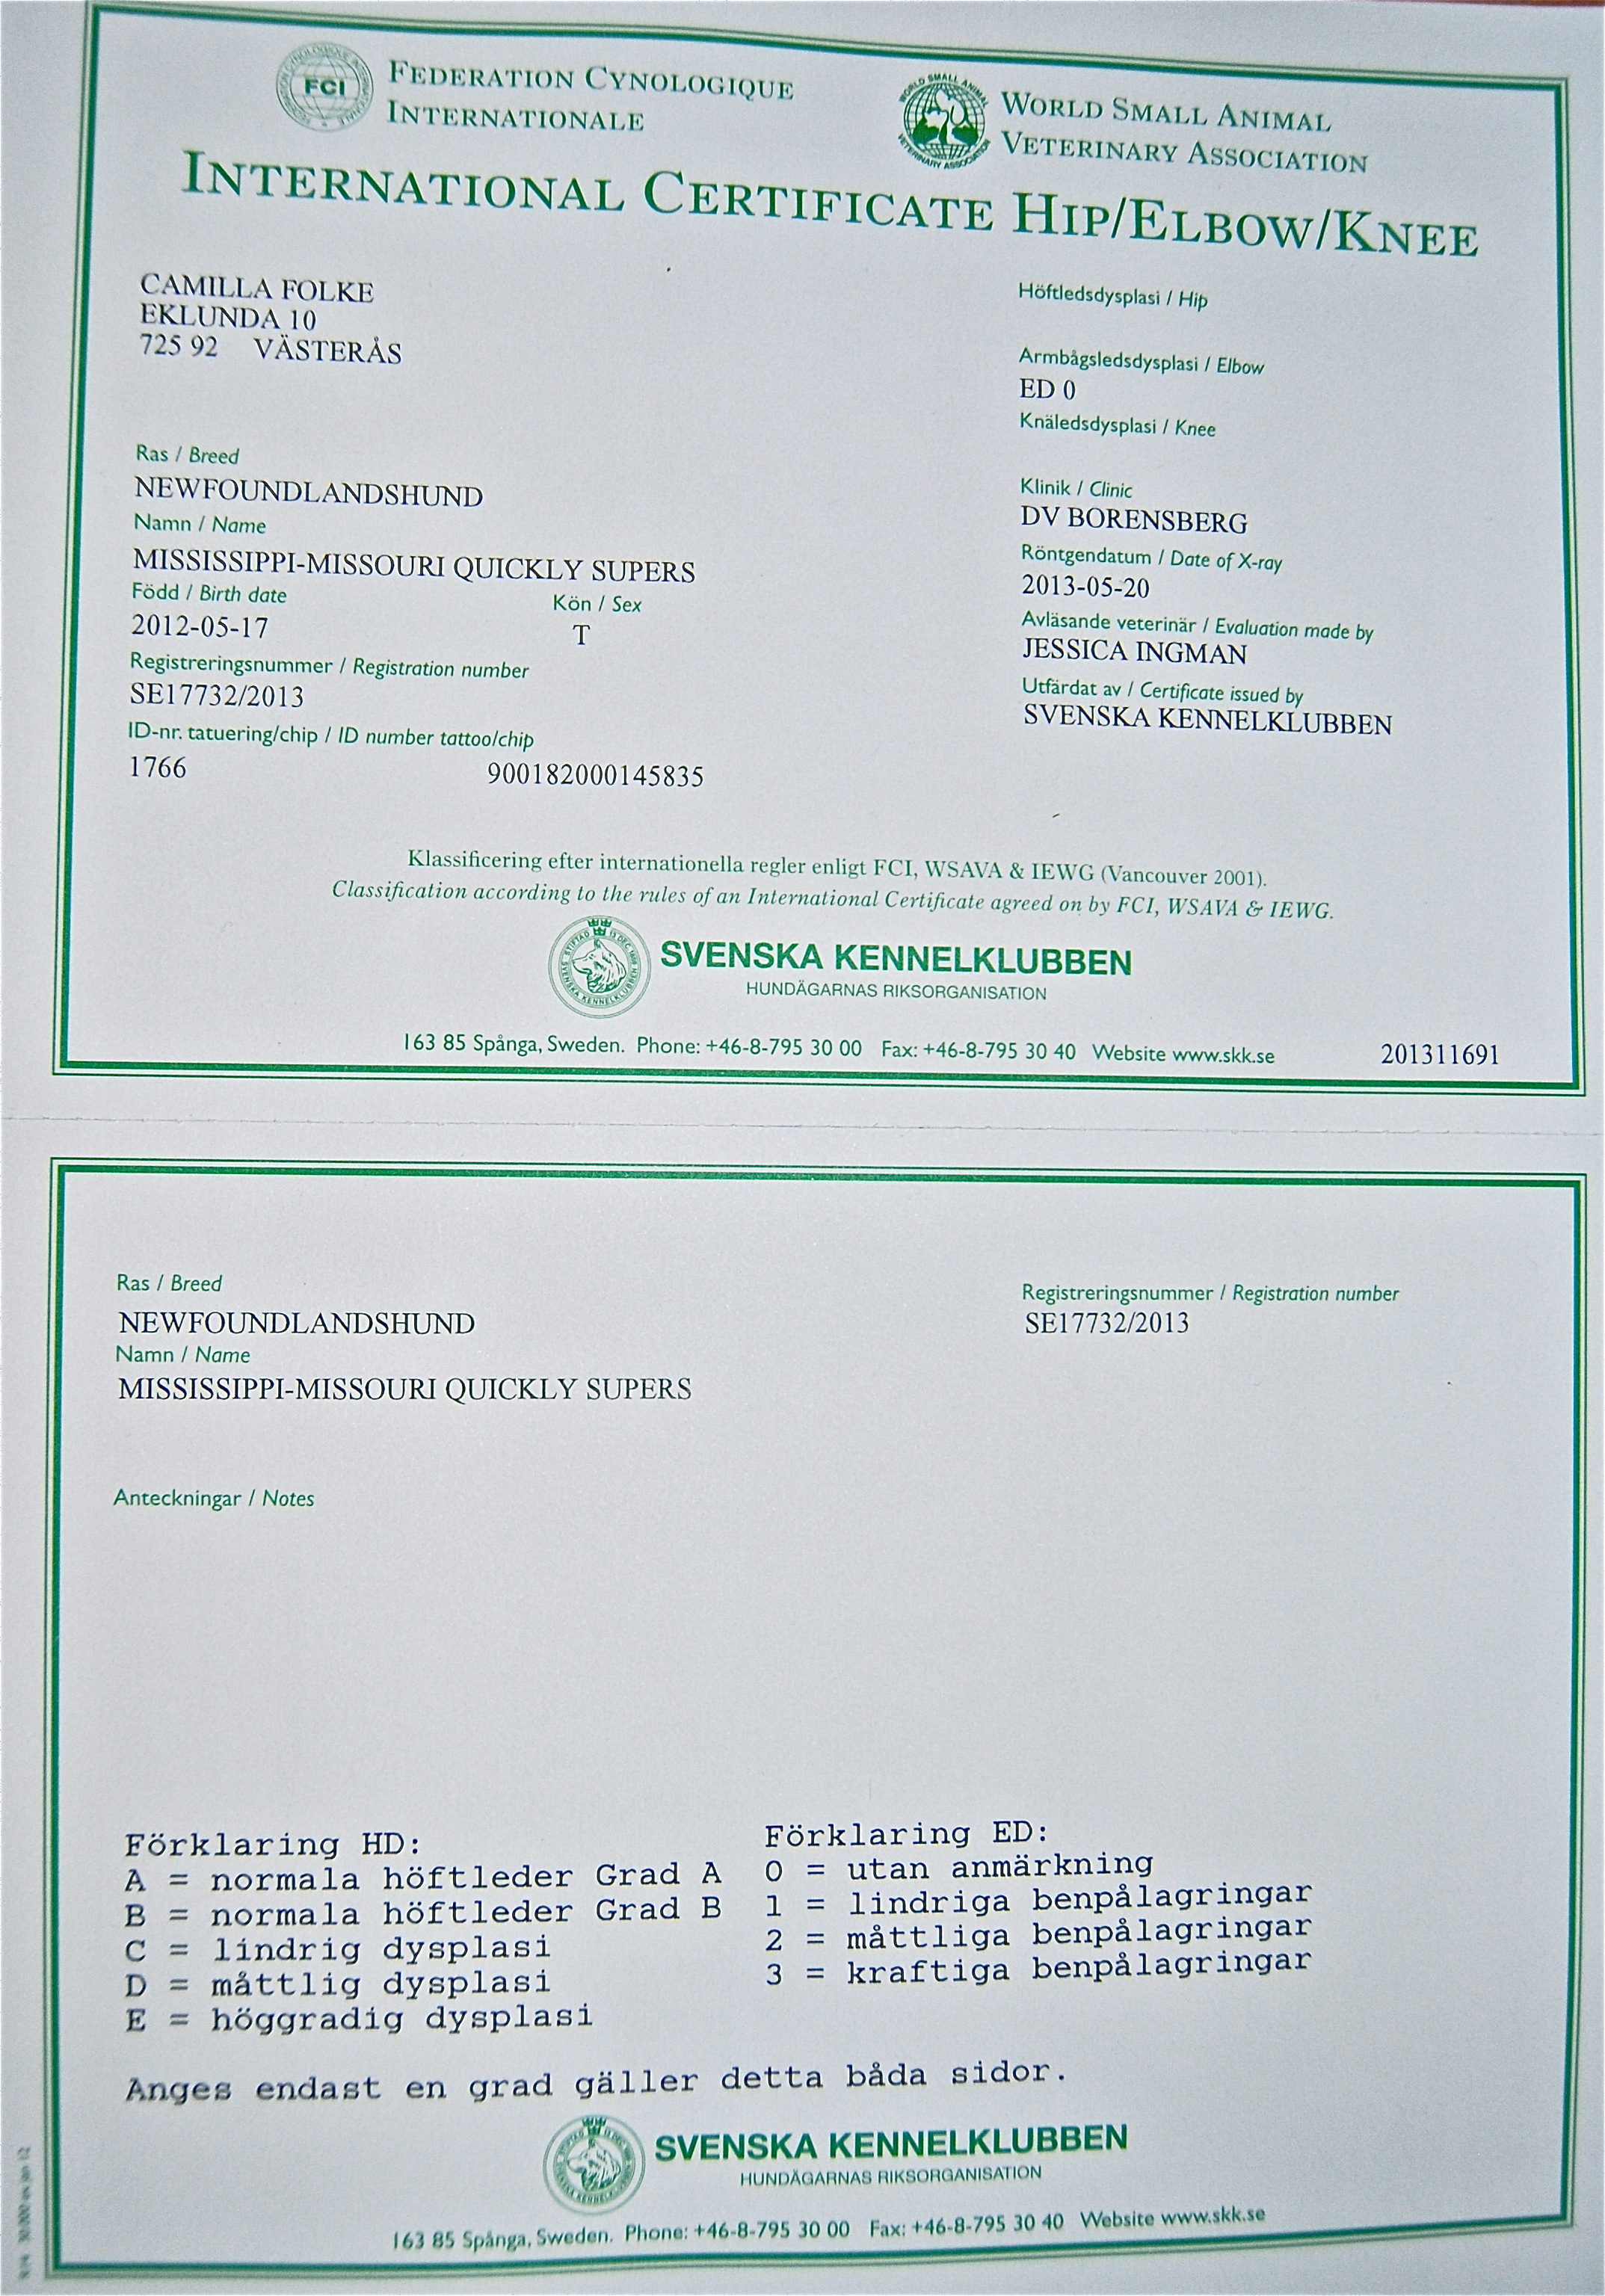 FCI
FEDERATION CYNOLOGIQUE
INTERNATIONALE
WORLD SMALL ANIMAL
VETERINARY ASSOCIATION
WORLD SMALL ANIMAL
VETERINARY ASSOCIATION
INTERNATIONAL CERTIFICATE HIP/ELBOW/KNEE
CAMILLA FOLKE
EKLUNDA 10
725 92 VÄSTERÅS
Ras / Breed
NEWFOUNDLANDSHUND
Namn / Name
MISSISSIPPI-MISSOURI QUICKLY SUPERS
Född / Birth date
Kön / Sex
2012-05-17
T
Registreringsnummer / Registration number
SE17732/2013
ID-nr. tatuering/chip / ID number tattoo/chip
1766 900182000145835
Höftledsdysplasi / Hip
Armbågsledsdysplasi / Elbow
ED 0
Knäledsdysplasi / Knee
Klinik / Clinic
DV BORENSBERG
Röntgendatum / Date of X-ray
2013-05-20
Avläsande veterinär / Evaluation made by
JESSICA INGMAN
Utfärdat av / Certificate issued by
SVENSKA KENNELKLUBBEN
Klassificering efter internationella regler enligt FCI, WSAVA & IEWG (Vancouver 2001).
Classification according to the rules of an International Certificate agreed on by FCI, WSAVA & IEWG.
SVENSKA KENNELKLUBBEN
HUNDÄGARNAS RIKSORGANISATION
163 85 Spånga, Sweden. Phone: +46-8-795 30 00 Fax: +46-8-795 30 40 Website www.skk.se
201311691
Ras / Breed
NEWFOUNDLANDSHUND
Namn / Name
MISSISSIPPI-MISSOURI QUICKLY SUPERS
Registreringsnummer / Registration number
SE17732/2013
Anteckningar / Notes
Förklaring HD:
A = normala höftleder Grad A
B = normala höftleder Grad B
C = lindrig dysplasi
D = måttlig dysplasi
E = höggradig dysplasi
Förklaring ED:
0 = utan anmärkning
1 = lindriga benpålagringar
2 = måttliga benpålagringar
3 = kraftiga benpålagringar
Anges endast en grad gäller detta båda sidor.
SVENSKA KENNELKLUBBEN
HUNDÄGARNAS RIKSORGANISATION
163 85 Spånga, Sweden. Phone: +46-8-795 30 00 Fax: +46-8-795 30 40 Website www.skk.se